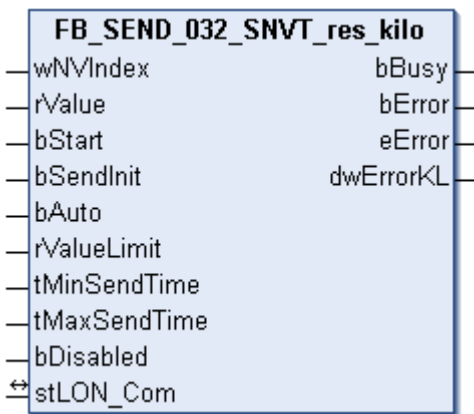 FB_SEND_032_SNVT_res_kilo
wNVIndex bBusy
rValue bError
bStart eError
bSendInit dwErrorKL
bAuto
rValueLimit
tMinSendTime
tMaxSendTime
bDisabled
stLON_Com